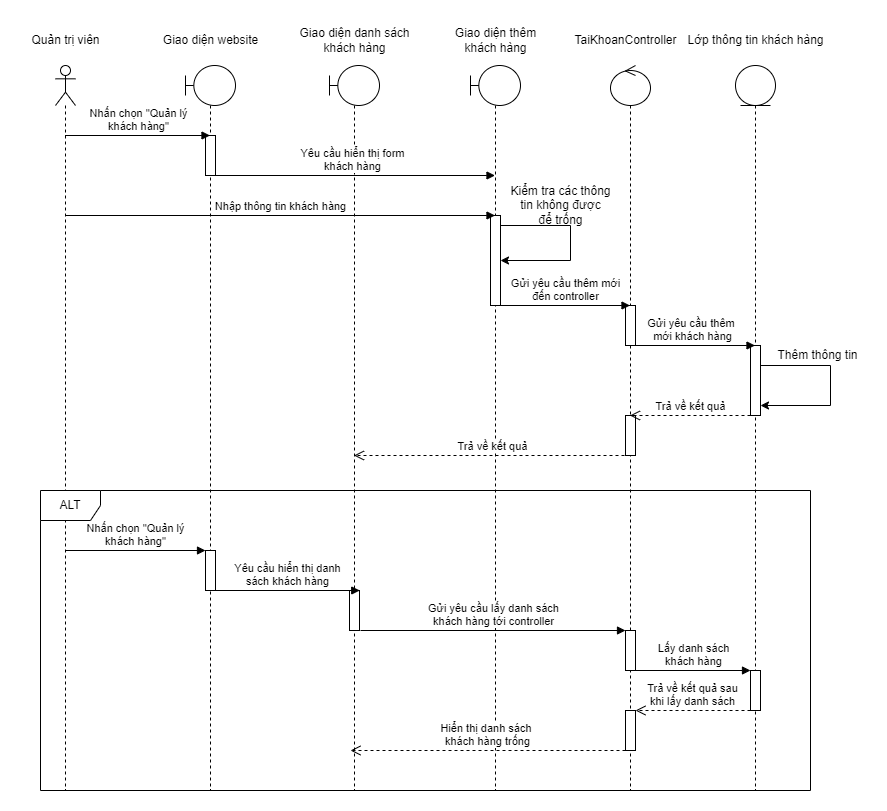 Quản trị viên
Giao diện website
Giao diện danh sách
khách hàng
Giao diện thêm
khách hàng
TaiKhoanController
Lớp thông tin khách hàng
Nhấn chọn "Quản lý
khách hàng"
Yêu cầu hiển thị form
khách hàng
Nhập thông tin khách hàng
Kiểm tra các thông
tin không được
để trống
Gửi yêu cầu thêm mới
đến controller
Gửi yêu cầu thêm
mới khách hàng
Thêm thông tin
Trả về kết quả
Trả về kết quả
ALT
Nhấn chọn "Quản lý
khách hàng"
Yêu cầu hiển thị danh
sách khách hàng
Gửi yêu cầu lấy danh sách
khách hàng tới controller
Lấy danh sách
khách hàng
Trả về kết quả sau
khi lấy danh sách
Hiển thị danh sách
khách hàng trống